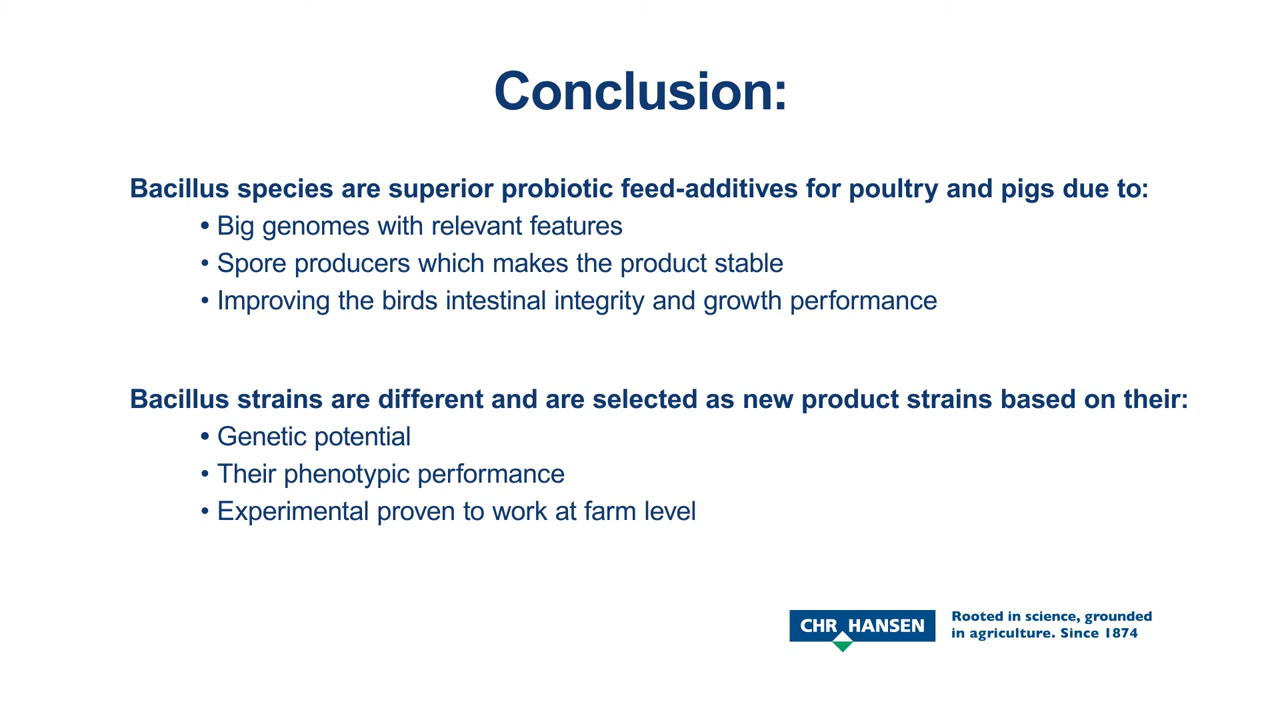 Conclusion:
Bacillus species are superior probiotic feed-additives for poultry and pigs due to:
• Big genomes with relevant features
• Spore producers which makes the product stable
• Improving the birds intestinal integrity and growth performance
Bacillus strains are different and are selected as new product strains based on their:
• Genetic potential
• Their phenotypic performance
• Experimental proven to work at farm level
CHR HANSEN
Rooted in science, grounded
in agriculture. Since 1874